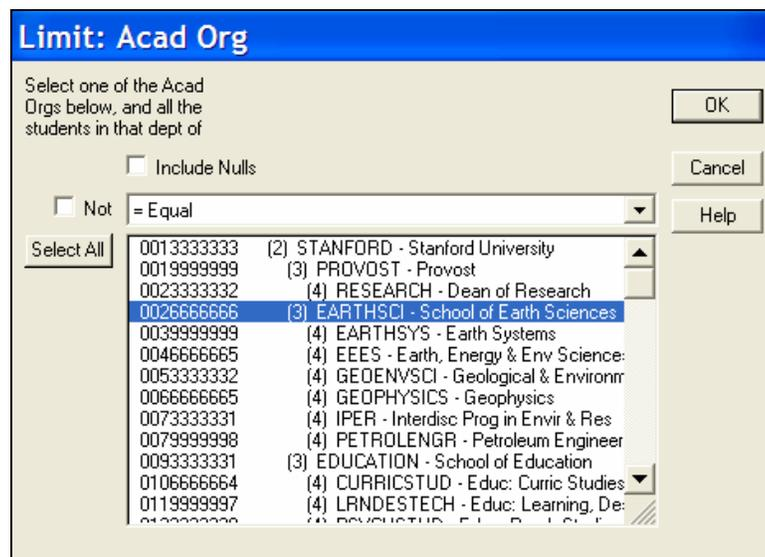 Limit: Acad Org
Select one of the Acad
Orgs below, and all the
students in that dept of
OK
Include Nulls
Cancel
Not
= Equal
Help
Select All
0013333333 (2) STANFORD - Stanford University
0019999999 (3) PROVOST - Provost
0023333332 (4) RESEARCH - Dean of Research
0026666666 (3) EARTHSCI - School of Earth Sciences
0039999999 (4) EARTHSYS - Earth Systems
0046666665 (4) EEES - Earth, Energy & Env Science
0053333332 (4) GEOENVSCI - Geological & Environm
0066666665 (4) GEOPHYSICS - Geophysics
0073333331 (4) IPER - Interdisc Prog in Envir & Res
0079999998 (4) PETROLENGR - Petroleum Engineer
0093333331 (3) EDUCATION - School of Education
0106666664 (4) CURRICSTUD - Educ: Curric Studies
0119999997 (4) LRNDESTECH - Educ: Learning, De